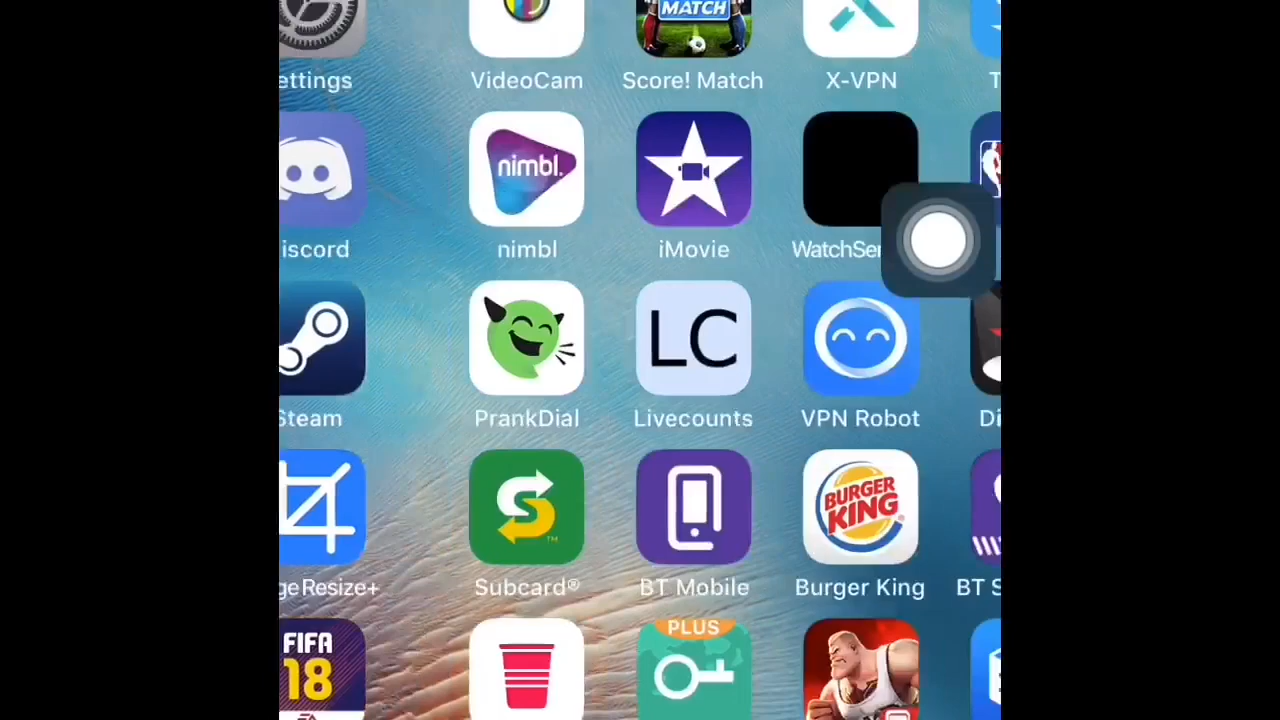 MATCH
ettings
VideoCam
Score! Match
X-VPN
T
nimbl.
iscord
nimbl
iMovie
WatchSer
LC
Steam
PrankDial
Livecounts
VPN Robot
Di
BURGER
KING
geResize+
Subcard®
BT Mobile
Burger King
BT S
FIFA
18
PLUS